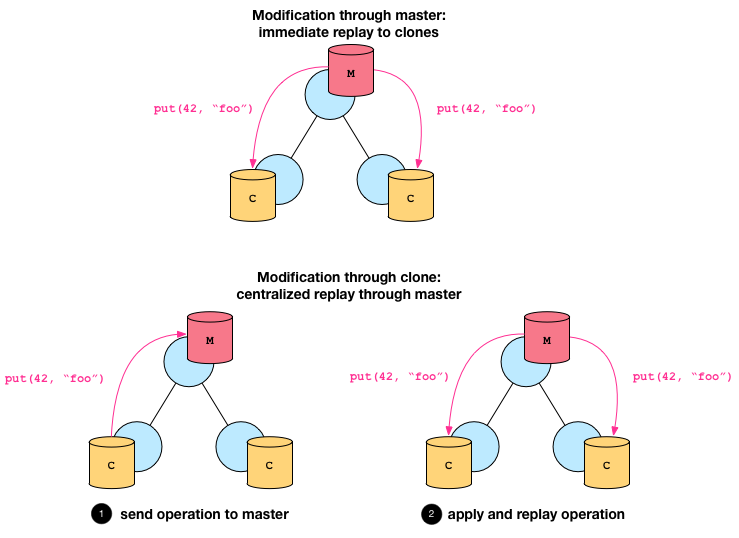 Modification through master:
immediate replay to clones
M
put(42, “foo”)
put(42, “foo”)
C
C
Modification through clone:
centralized replay through master
M
M
put(42, “foo”)
put(42, “foo”)
put(42, “foo”)
C
C
C
C
1 send operation to master
2 apply and replay operation